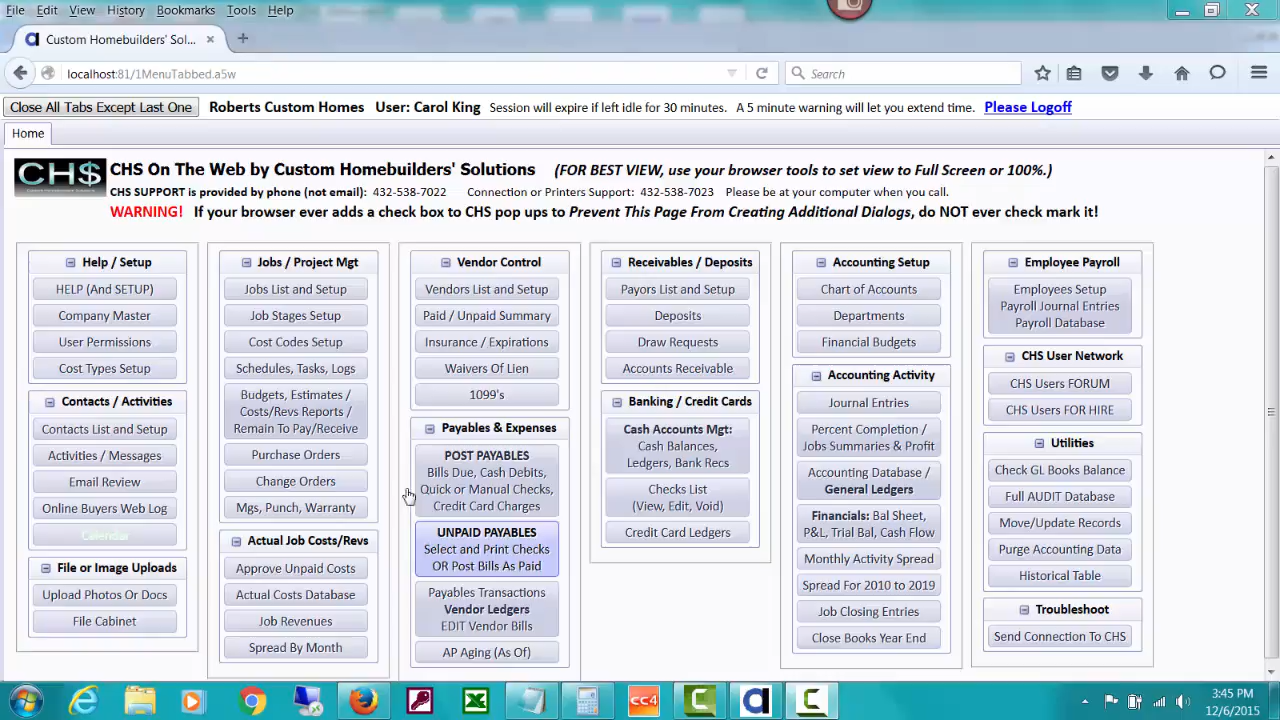 File Edit View History Bookmarks Tools Help
Custom Homebuilders' Sol...
localhost:81/1MenuTabbed.a5w
Search
Close All Tabs Except Last One Roberts Custom Homes User: Carol King Session will expire if left idle for 30 minutes. A 5 minute warning will let you extend time. Please Logoff
Home
CH$ CHS On The Web by Custom Homebuilders' Solutions (FOR BEST VIEW, use your browser tools to set view to Full Screen or 100%.)
CHS SUPPORT is provided by phone (not email): 432-538-7022 Connection or Printers Support: 432-538-7023 Please be at your computer when you call.
WARNING! If your browser ever adds a check box to CHS pop ups to Prevent This Page From Creating Additional Dialogs, do NOT ever check mark it!
Help / Setup
HELP (And SETUP)
Company Master
User Permissions
Cost Types Setup
Contacts / Activities
Contacts List and Setup
Activities / Messages
Email Review
Online Buyers Web Log
Calendar
File or Image Uploads
Upload Photos Or Docs
File Cabinet
Jobs / Project Mgt
Jobs List and Setup
Job Stages Setup
Cost Codes Setup
Schedules, Tasks, Logs
Budgets, Estimates /
Costs/Revs Reports /
Remain To Pay/Receive
Purchase Orders
Change Orders
Mgs, Punch, Warranty
Actual Job Costs/Revs
Approve Unpaid Costs
Actual Costs Database
Job Revenues
Spread By Month
Vendor Control
Vendors List and Setup
Paid / Unpaid Summary
Insurance / Expirations
Waivers Of Lien
1099's
Payables & Expenses
POST PAYABLES
Bills Due, Cash Debits,
Quick or Manual Checks,
Credit Card Charges
UNPAID PAYABLES
Select and Print Checks
OR Post Bills As Paid
Payables Transactions
Vendor Ledgers
EDIT Vendor Bills
AP Aging (As Of)
Receivables / Deposits
Payors List and Setup
Deposits
Draw Requests
Accounts Receivable
Banking / Credit Cards
Cash Accounts Mgt:
Cash Balances,
Ledgers, Bank Recs
Checks List
(View, Edit, Void)
Credit Card Ledgers
Accounting Setup
Chart of Accounts
Departments
Financial Budgets
Accounting Activity
Journal Entries
Percent Completion /
Jobs Summaries & Profit
Accounting Database /
General Ledgers
Financials: Bal Sheet,
P&L, Trial Bal, Cash Flow
Monthly Activity Spread
Spread For 2010 to 2019
Job Closing Entries
Close Books Year End
Employee Payroll
Employees Setup
Payroll Journal Entries
Payroll Database
CHS User Network
CHS Users FORUM
CHS Users FOR HIRE
Utilities
Check GL Books Balance
Full AUDIT Database
Move/Update Records
Purge Accounting Data
Historical Table
Troubleshoot
Send Connection To CHS
CC4
3:45 PM
12/6/2015